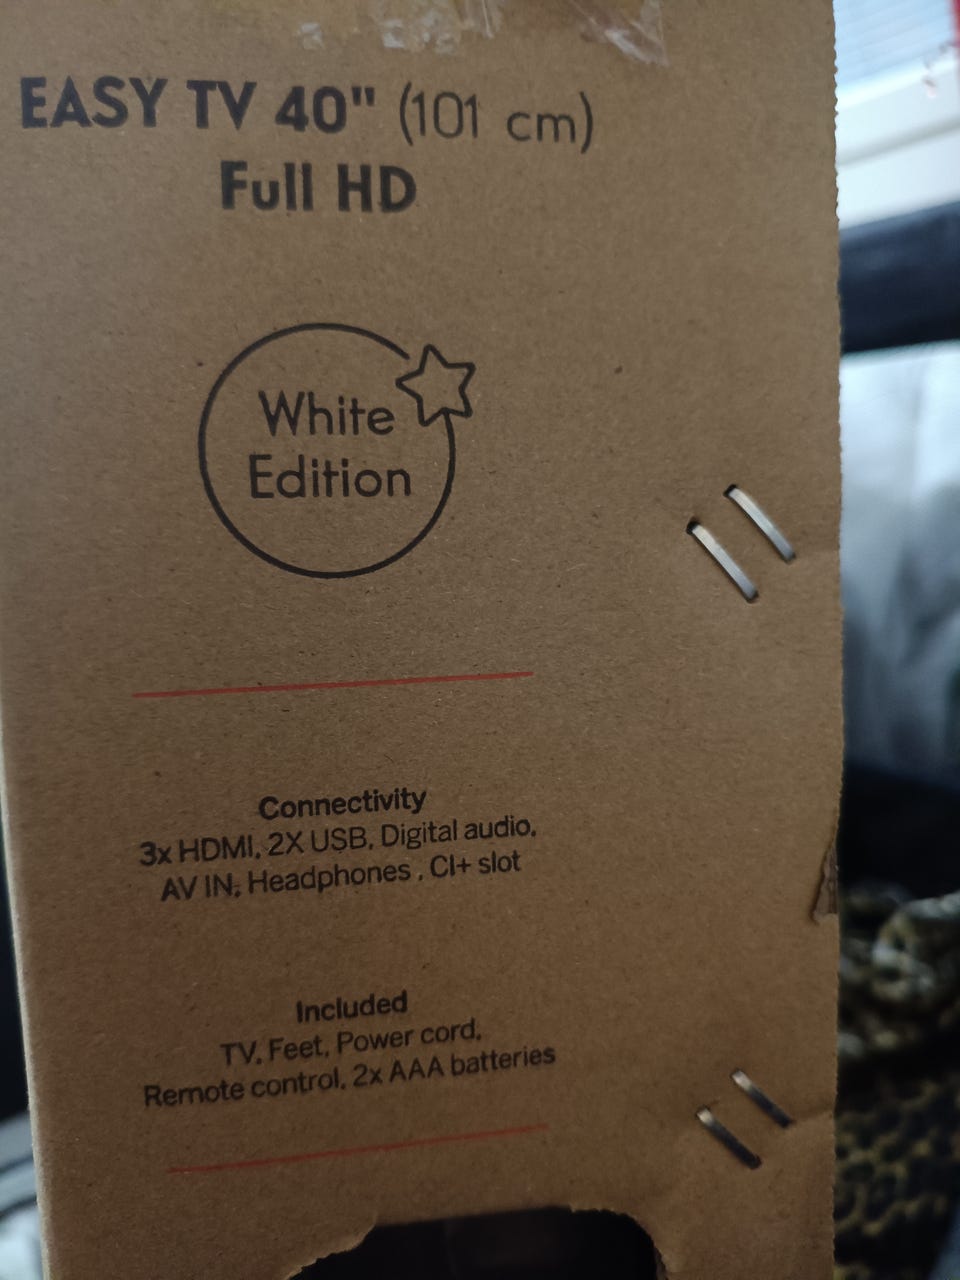 EASY TV 40" (101 cm)
Full HD
White
Edition
Connectivity
3x HDMI, 2X USB, Digital audio,
AV IN, Headphones , CI+ slot
Included
TV, Feet, Power cord,
Remote control, 2x AAA batteries